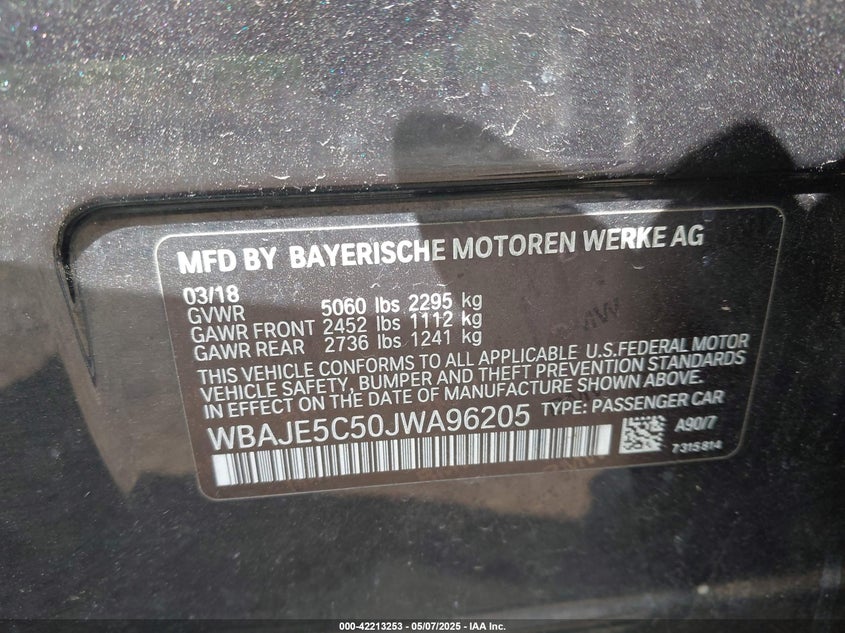 MFD BY BAYERISCHE MOTOREN WERKE AG
03/18
GVWR 5060 lbs 2295 kg
GAWR FRONT 2452 lbs 1112 kg
GAWR REAR 2736 lbs 1241 kg
THIS VEHICLE CONFORMS TO ALL APPLICABLE U.S.FEDERAL MOTOR
VEHICLE SAFETY, BUMPER AND THEFT PREVENTION STANDARDS
IN EFFECT ON THE DATE OF MANUFACTURE SHOWN ABOVE.
WBAJE5C50JWA96205 TYPE: PASSENGER CAR
A90/7
7315814
000-42213253 - 05/07/2025 - IAA Inc.